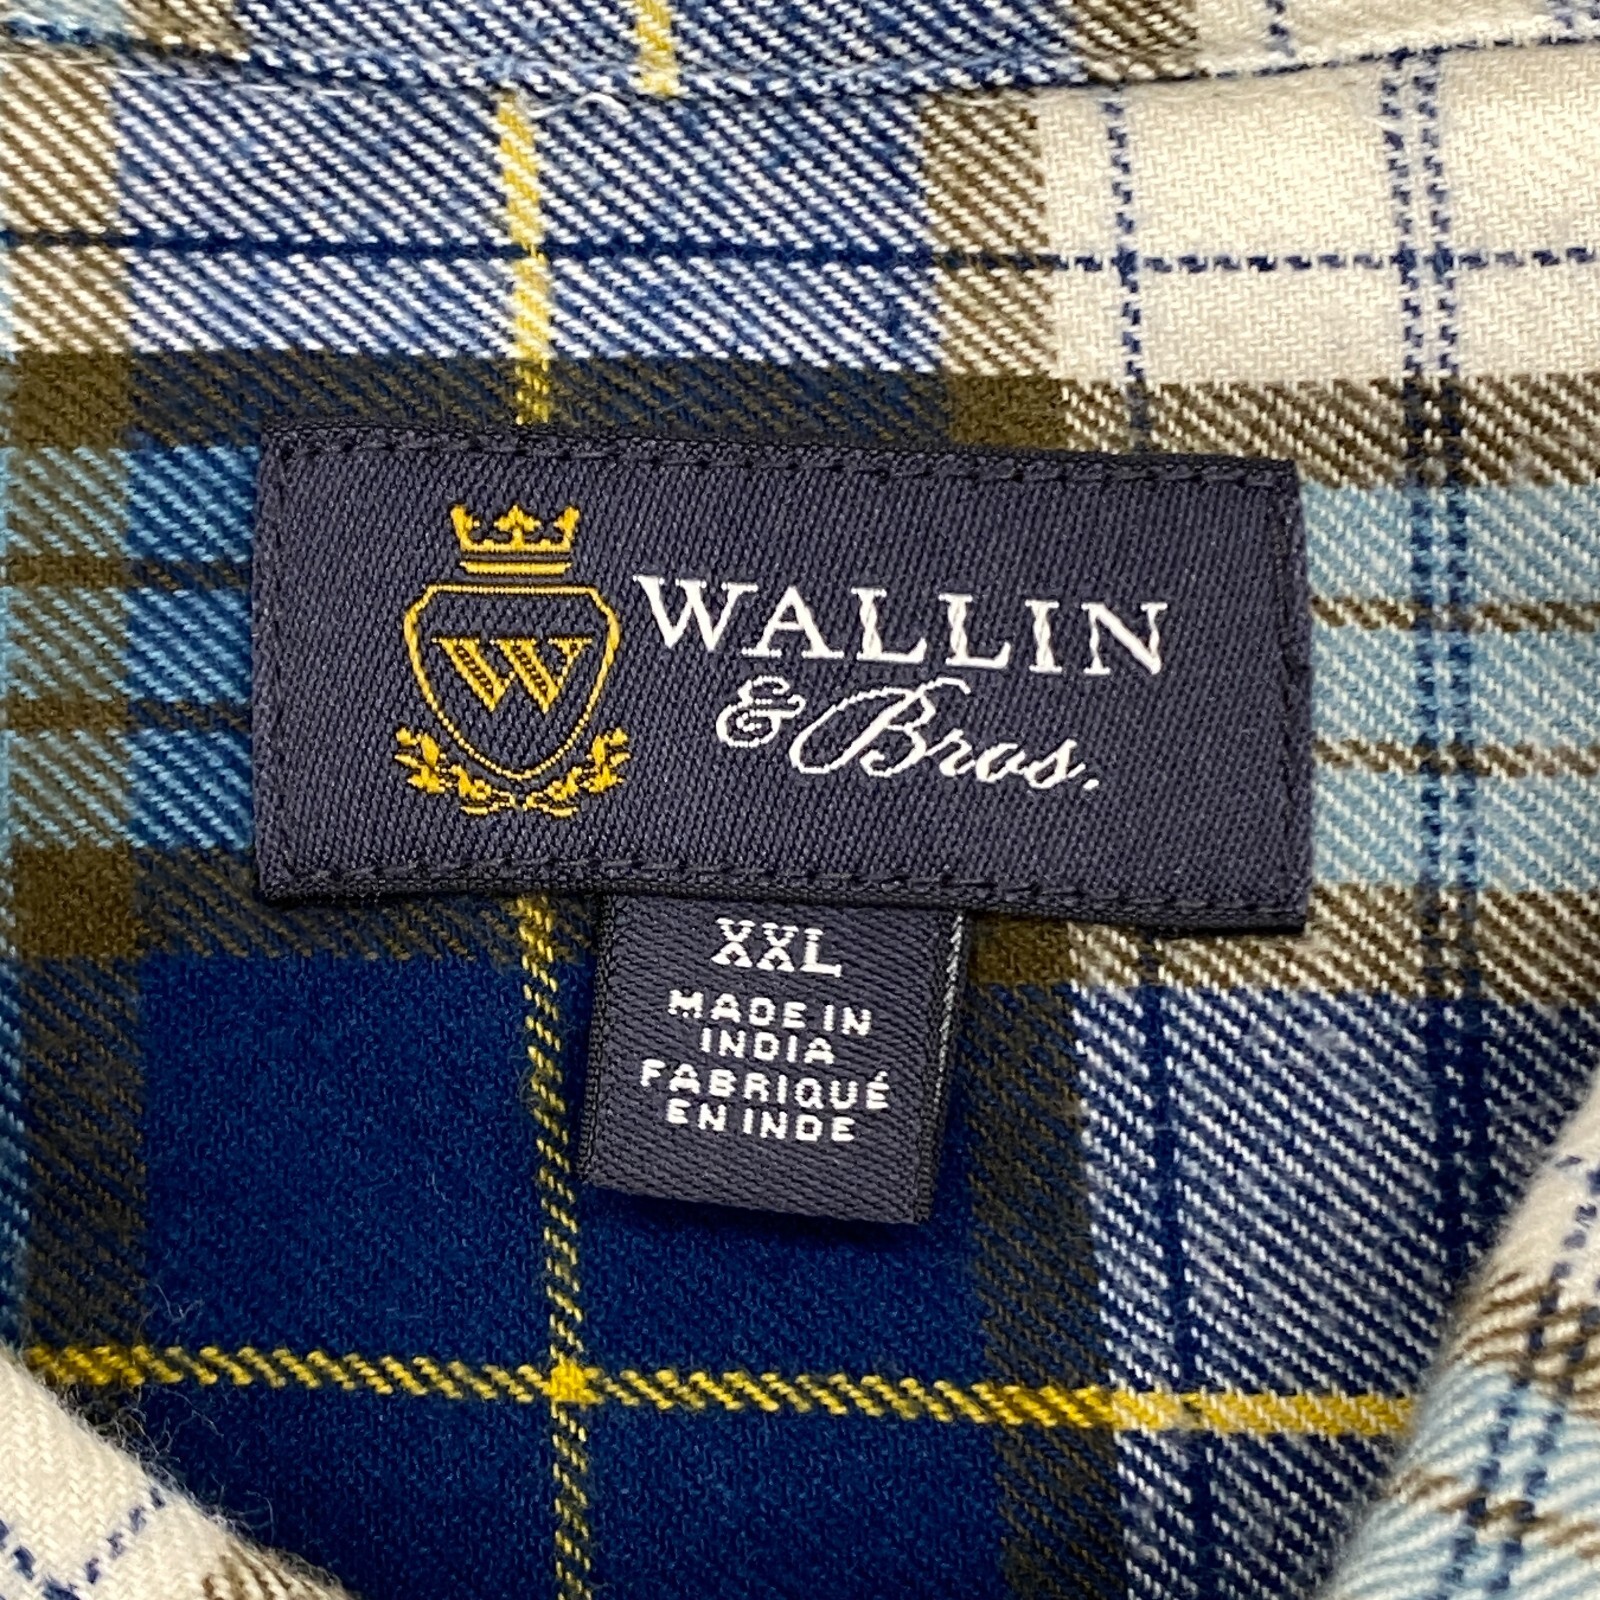 W
WALLIN
& Bros.
XXL
MADE IN
INDIA
FABRIQUÉ
EN INDE